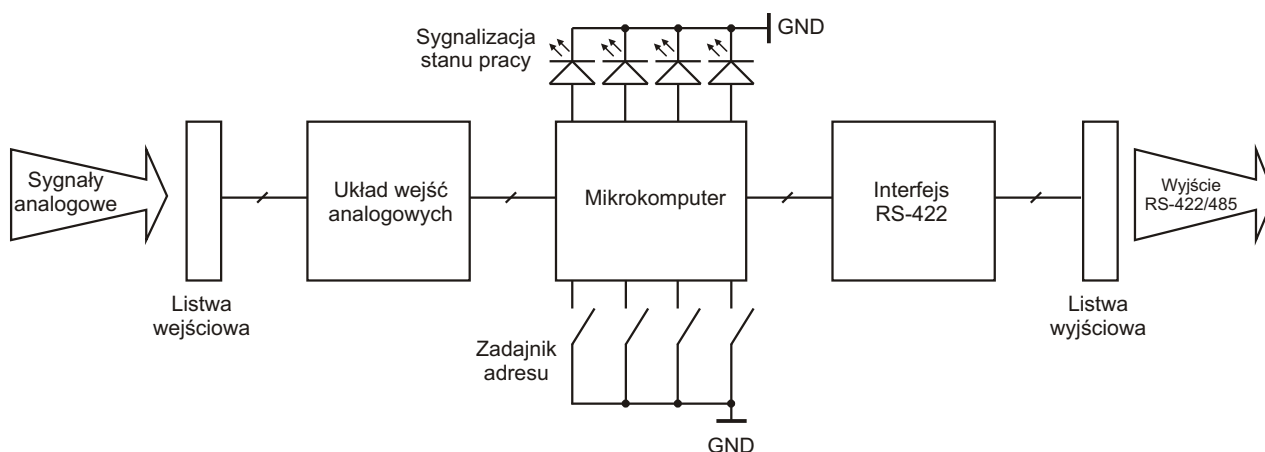 Sygnalizacja
stanu pracy
GND
Sygnały
analogowe
Listwa
wejściowa
Układ wejść
analogowych
Mikrokomputer
Interfejs
RS-422
Wyjście
RS-422/485
Listwa
wyjściowa
Zadajnik
adresu
GND